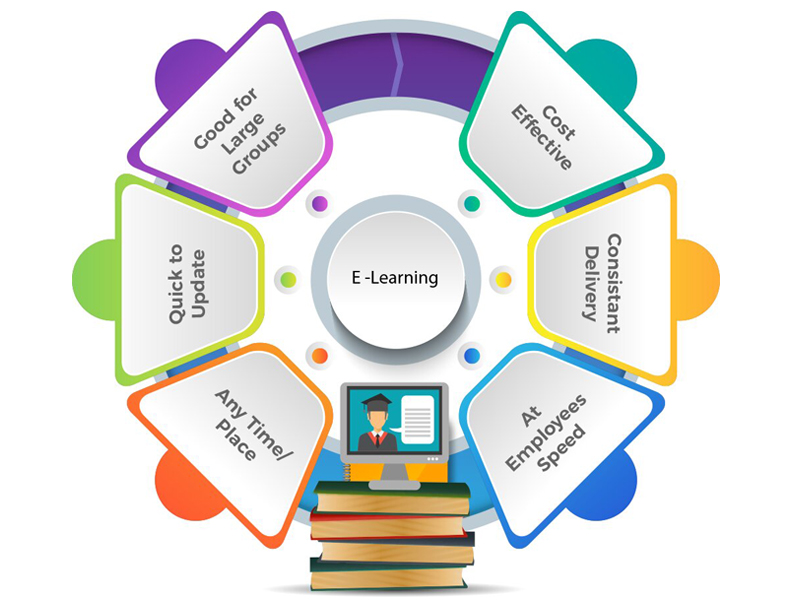 Good for
Large
Groups
Cost
Effective
Quick to
Update
E -Learning
Consistant
Delivery
Any Time/
Place
At
Employees
Speed